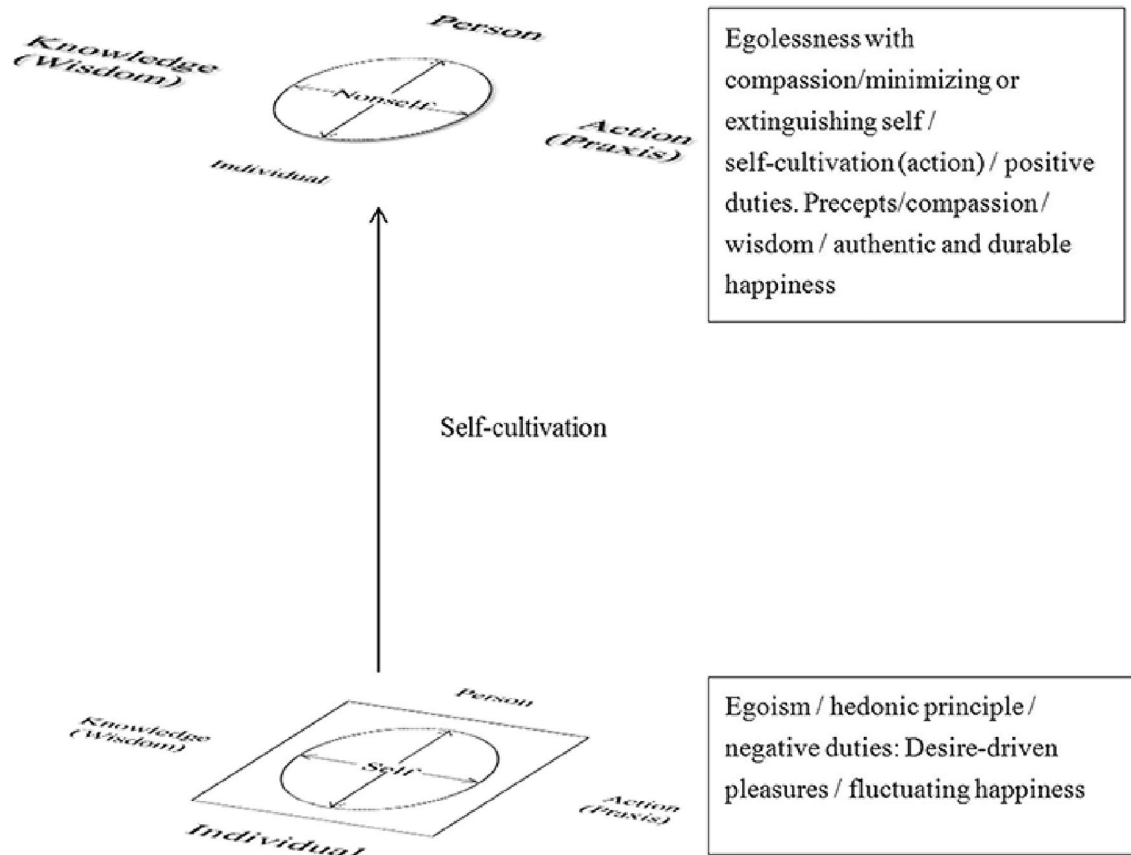 Person
Knowledge
(Wisdom)
Nonself
Action
(Praxis)
Individual
Egolessness with
compassion/minimizing or
extinguishing self /
self-cultivation (action) / positive
duties. Precepts/compassion /
wisdom / authentic and durable
happiness
Self-cultivation
Person
Knowledge
(Wisdom)
Self
Action
(Praxis)
Individual
Egoism / hedonic principle /
negative duties: Desire-driven
pleasures / fluctuating happiness